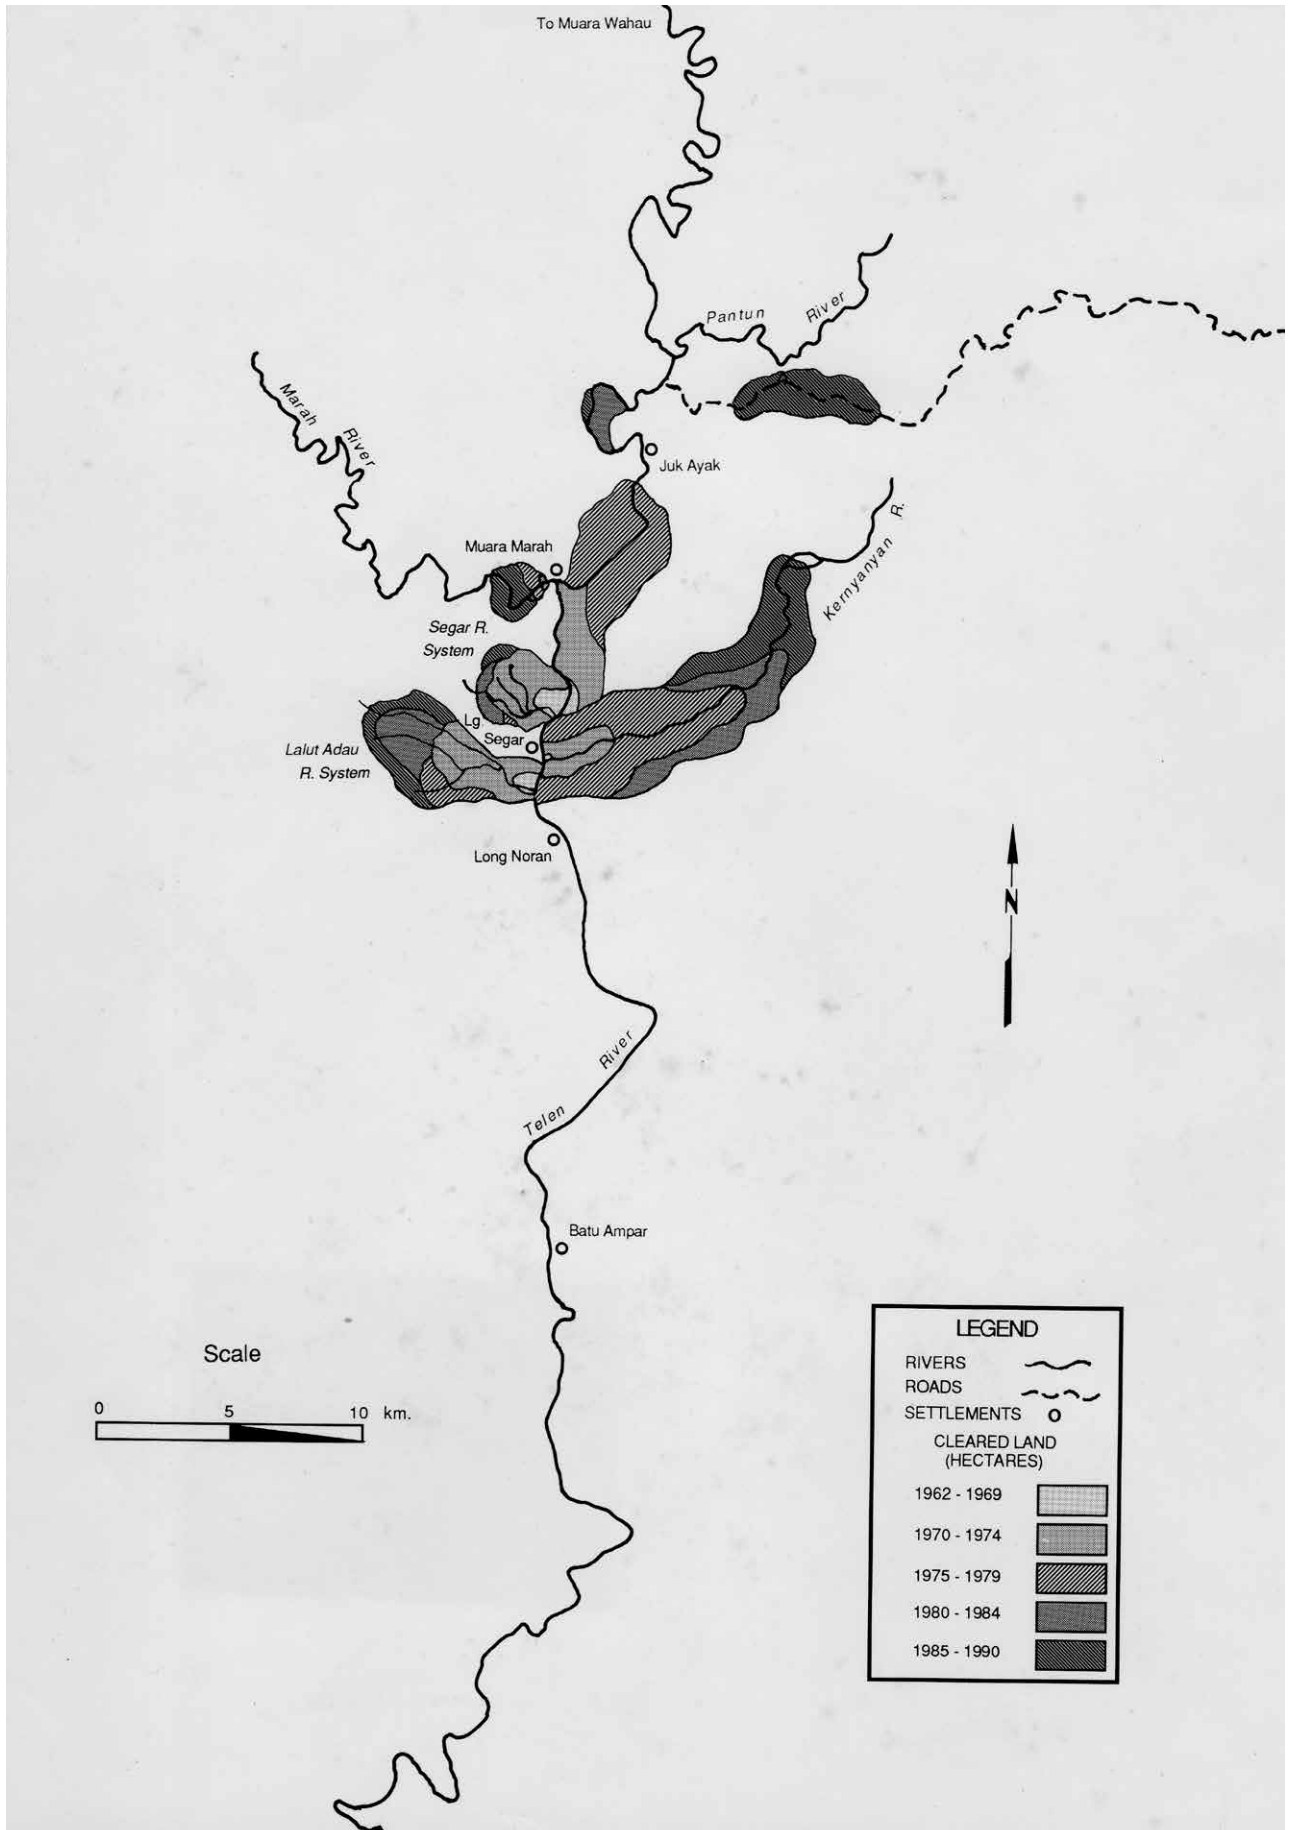 To Muara Wahau
Pantun River
Marah River
Juk Ayak
Kernyanyan R.
Muara Marah
Segar R.
System
Lg.
Segar
Lalut Adau
R. System
Long Noran
N
Telen River
Batu Ampar
Scale
0 5 10 km.
LEGEND
RIVERS
ROADS
SETTLEMENTS
CLEARED LAND
(HECTARES)
1962 - 1969
1970 - 1974
1975 - 1979
1980 - 1984
1985 - 1990